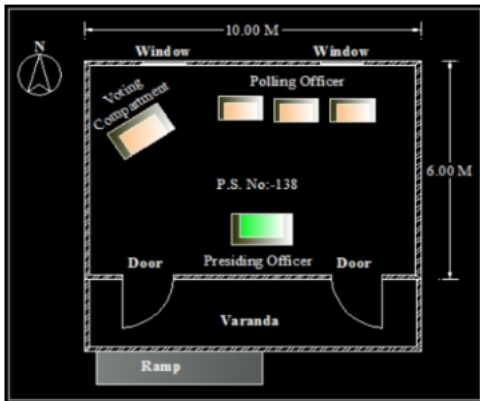 10.00 M
N
Window
Window
Voting
Compartment
Polling Officer
6.00 M
P.S. No:-138
Door
Presiding Officer
Door
Varanda
Ramp